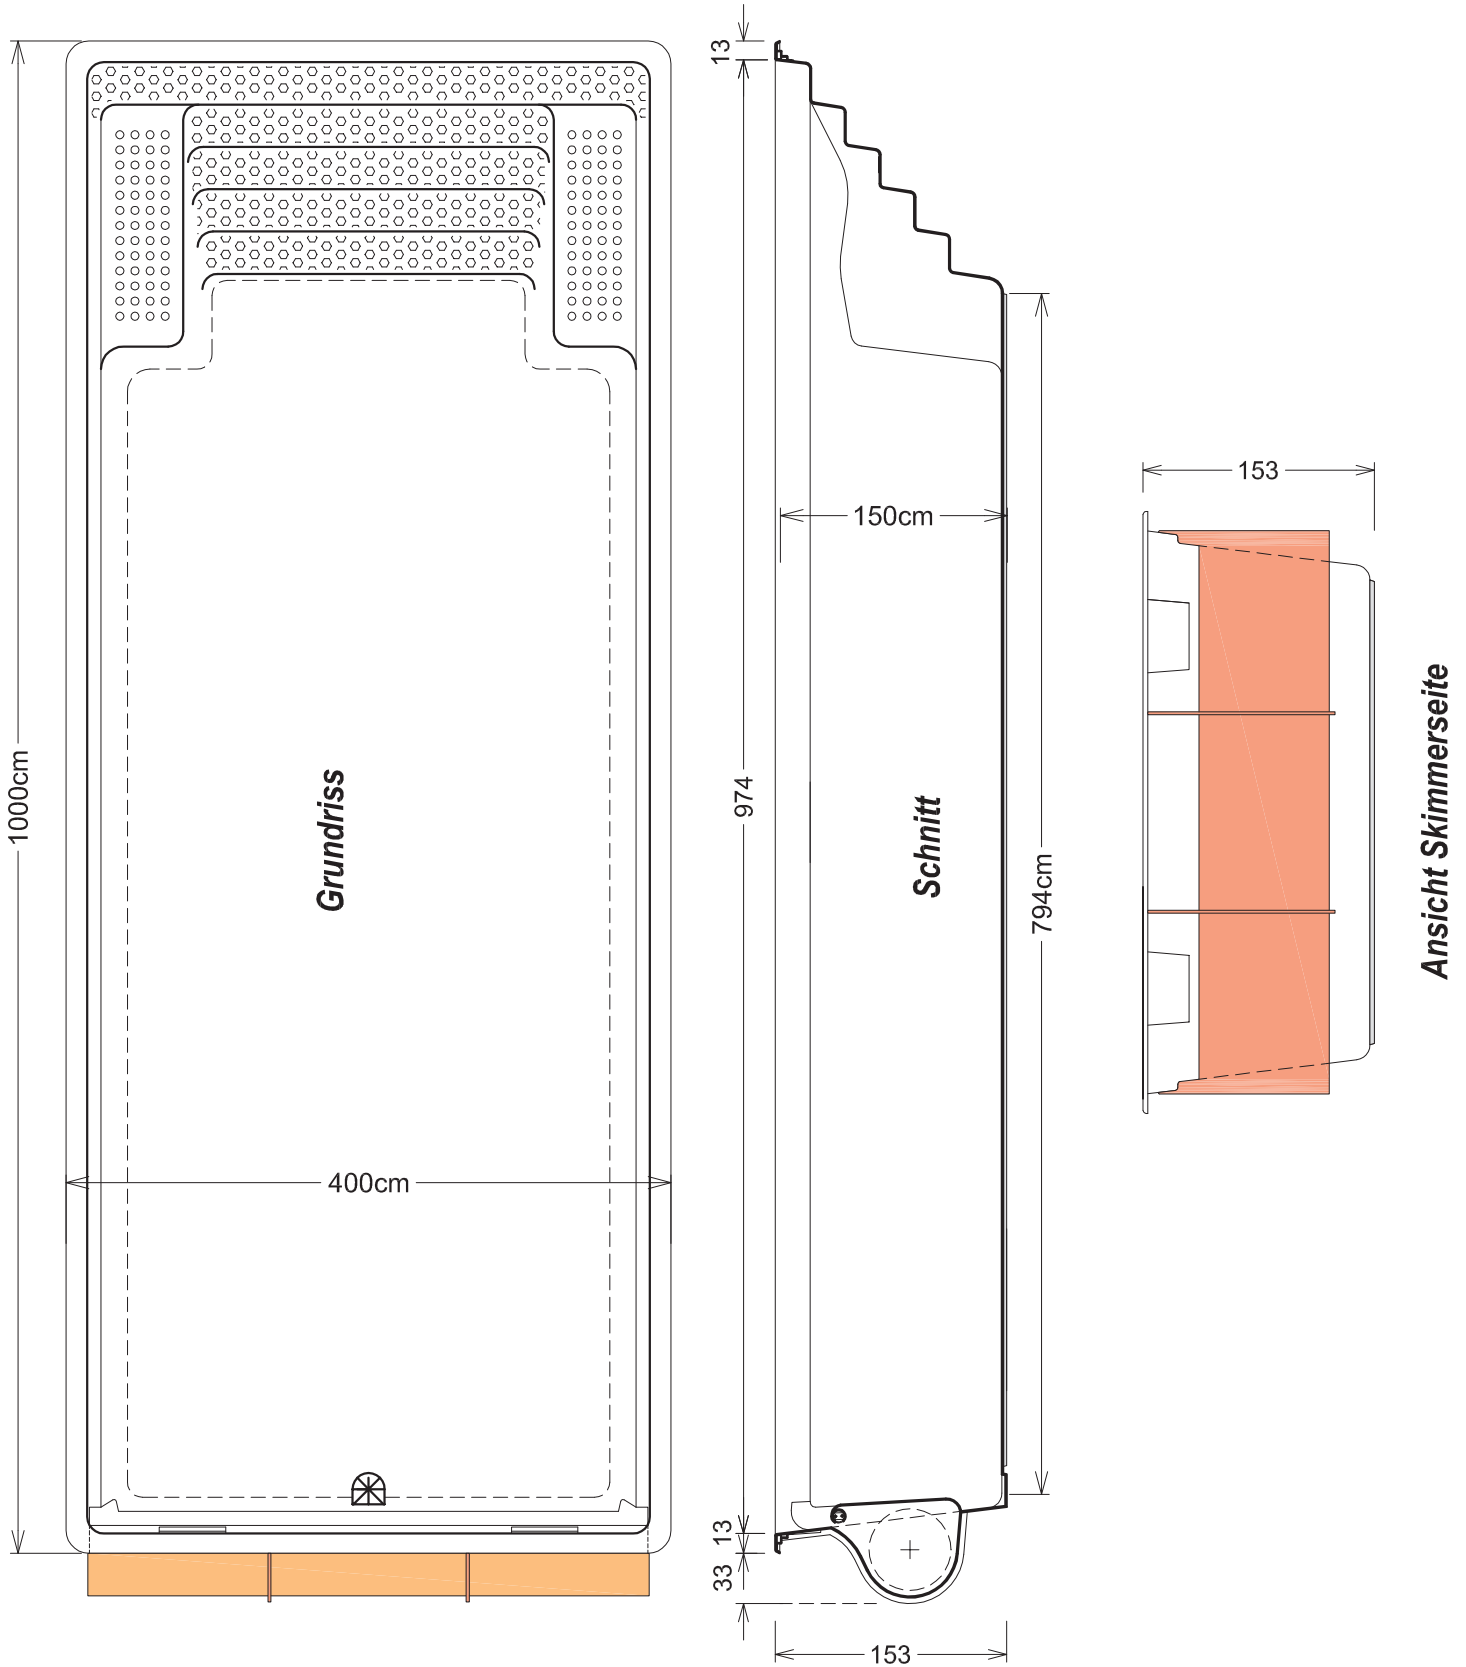 1000cm
Grundriss
400cm
13
974
13
33
150cm
Schnitt
794cm
153
153
Ansicht Skimmerseite